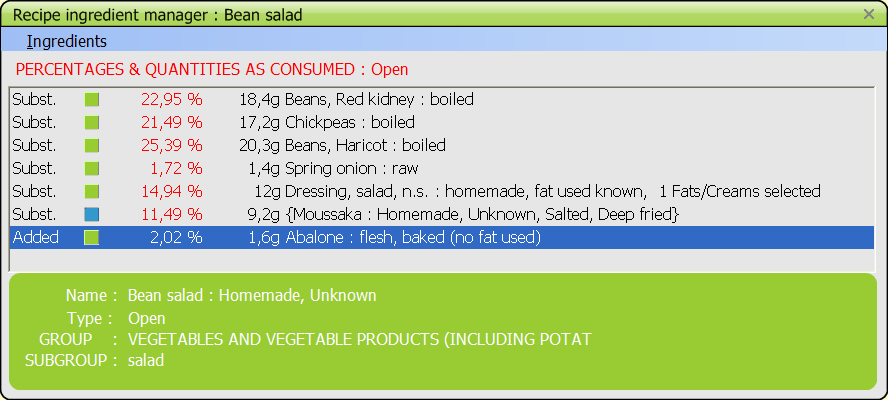 Recipe ingredient manager : Bean salad
Ingredients
PERCENTAGES & QUANTITIES AS CONSUMED : Open
Subst. 22,95 % 18,4g Beans, Red kidney : boiled
Subst. 21,49 % 17,2g Chickpeas : boiled
Subst. 25,39 % 20,3g Beans, Haricot : boiled
Subst. 1,72 % 1,4g Spring onion : raw
Subst. 14,94 % 12g Dressing, salad, n.s. : homemade, fat used known, 1 Fats/Creams selected
Subst. 11,49 % 9,2g {Moussaka : Homemade, Unknown, Salted, Deep fried}
Added 2,02 % 1,6g Abalone : flesh, baked (no fat used)
Name : Bean salad : Homemade, Unknown
Type : Open
GROUP : VEGETABLES AND VEGETABLE PRODUCTS (INCLUDING POTAT
SUBGROUP : salad